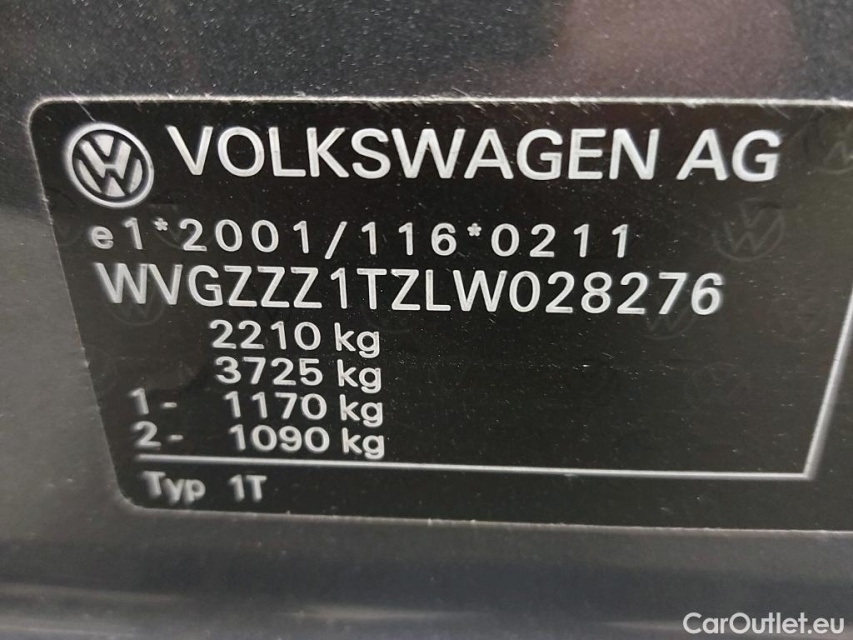 VOLKSWAGEN AG
e1*2001/116*0211
WVGZZZ1TZLW028276
2210 kg
3725 kg
1- 1170 kg
2- 1090 kg
Typ 1T
CarOutlet.eu